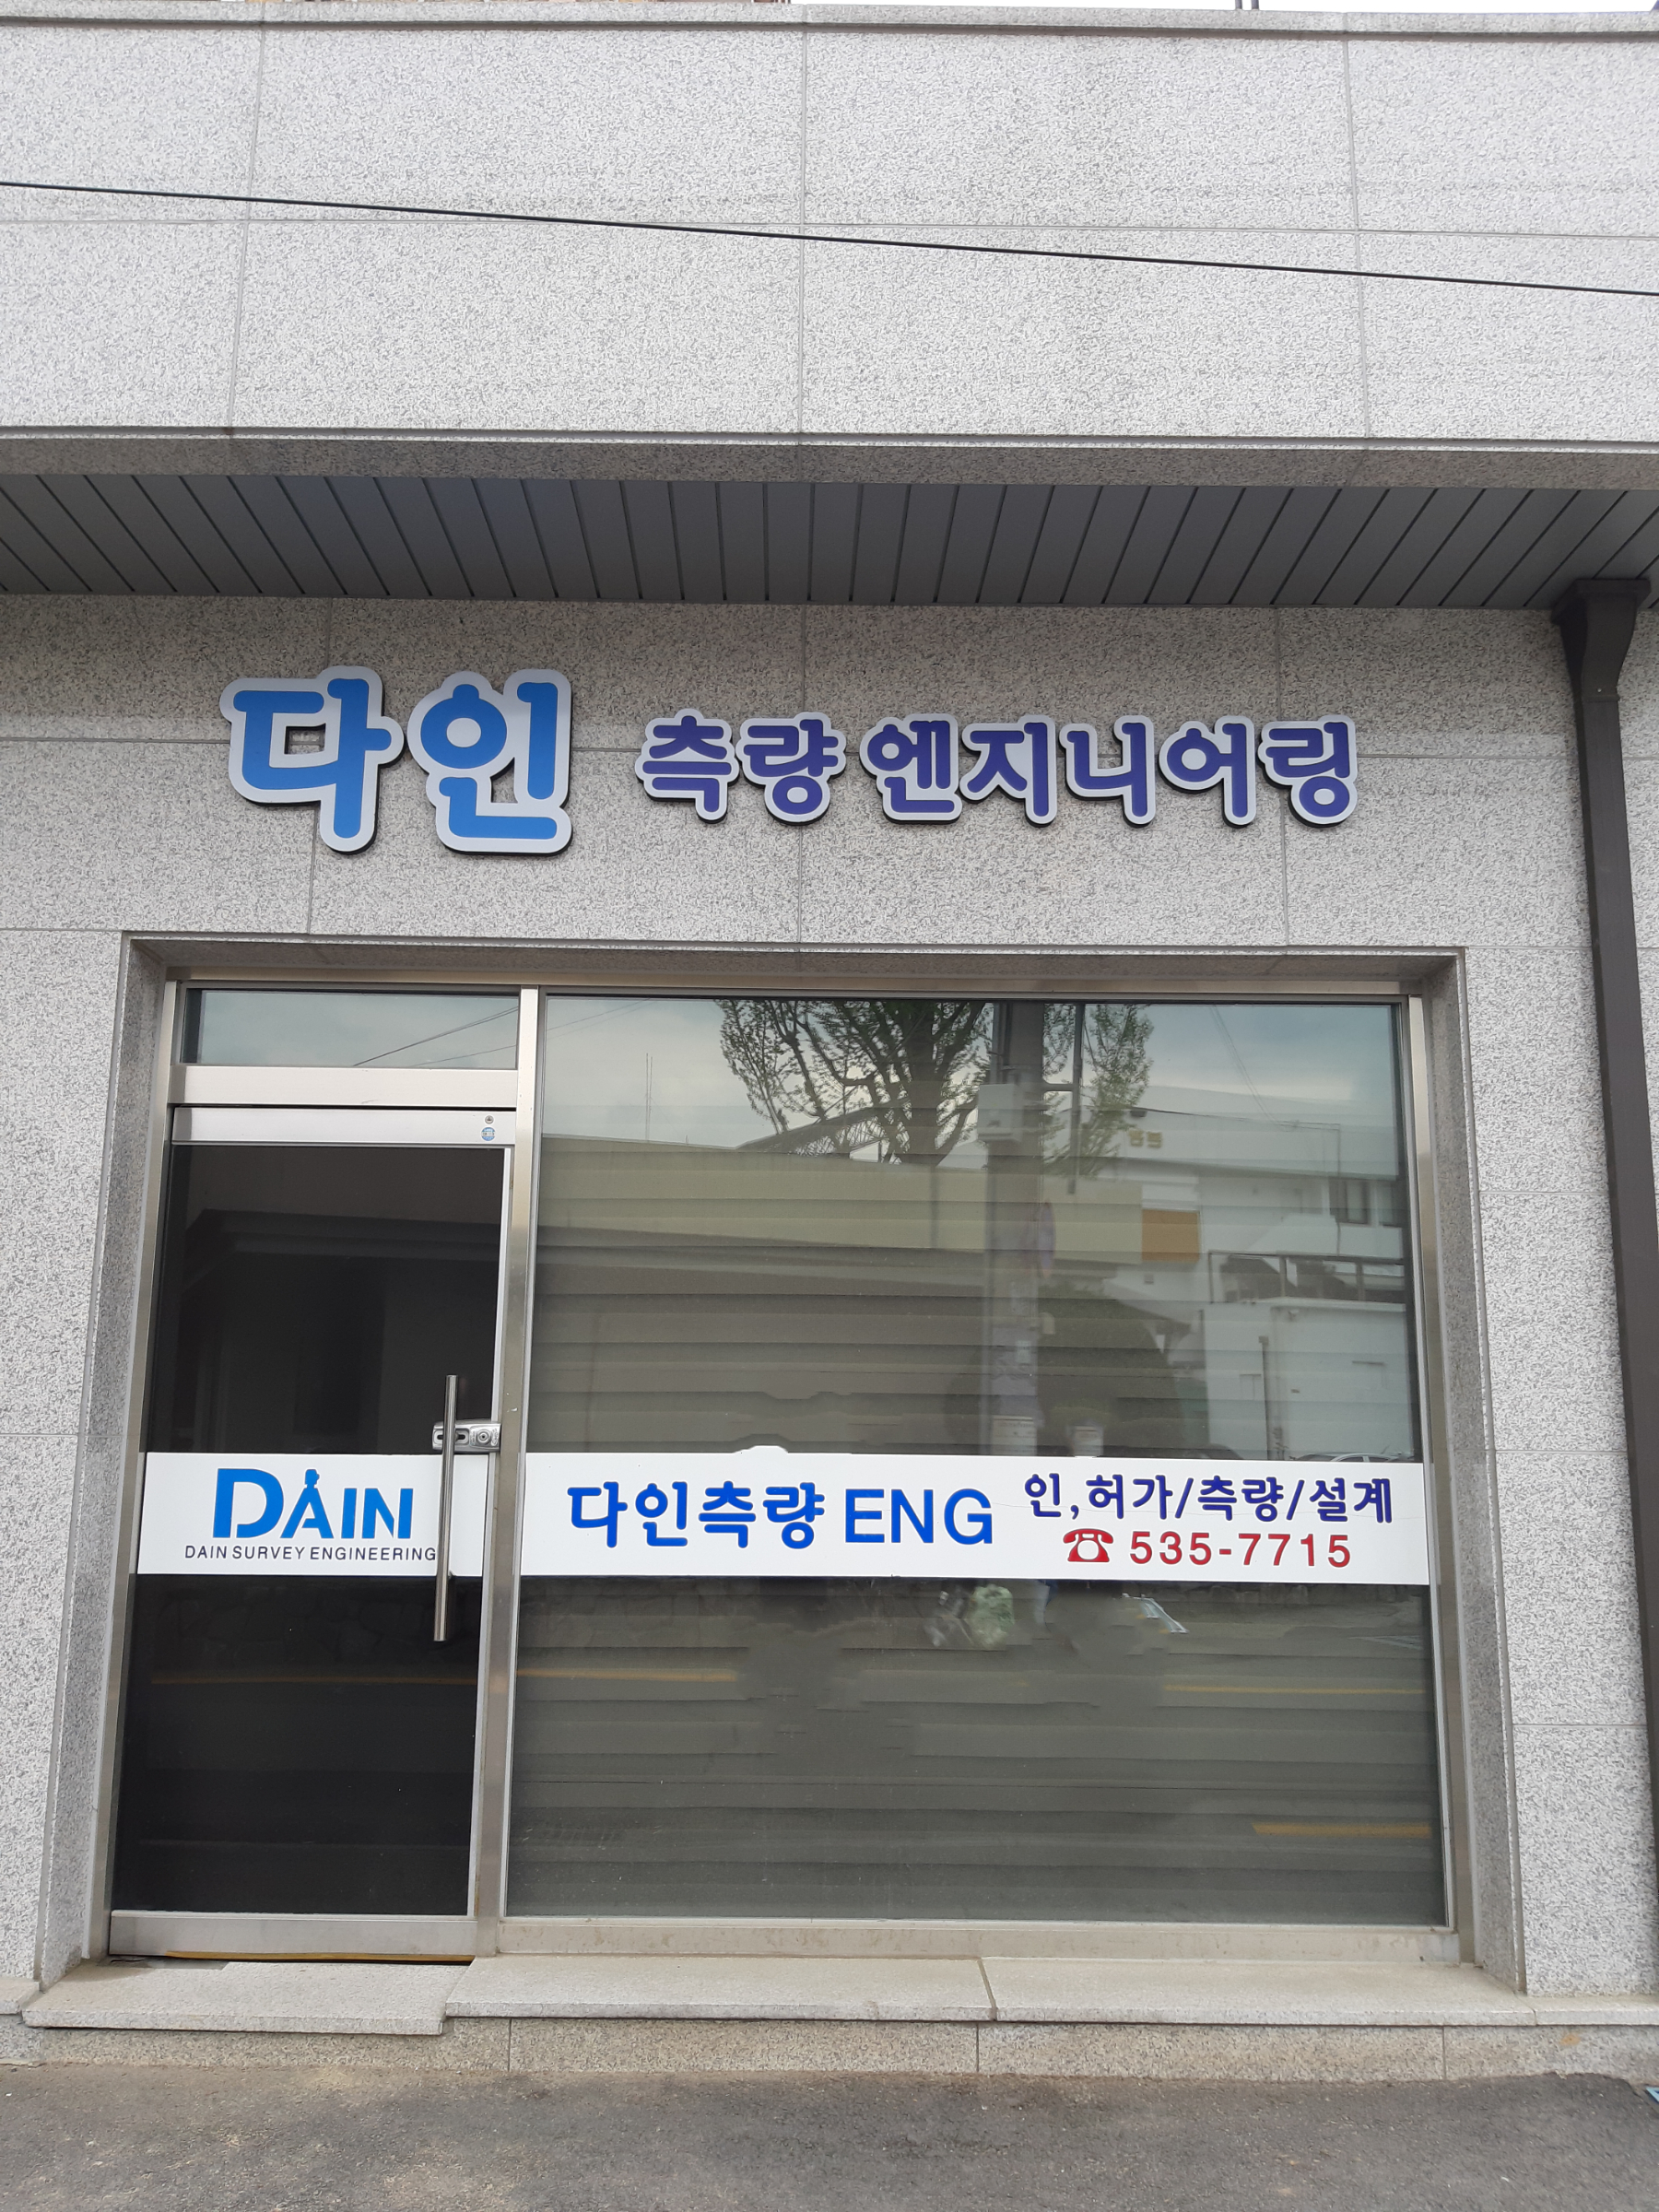 다인 측량 엔지니어링
DAIN
DAIN SURVEY ENGINEERING
다인측량 ENG
인,허가/측량/설계
☎ 535-7715